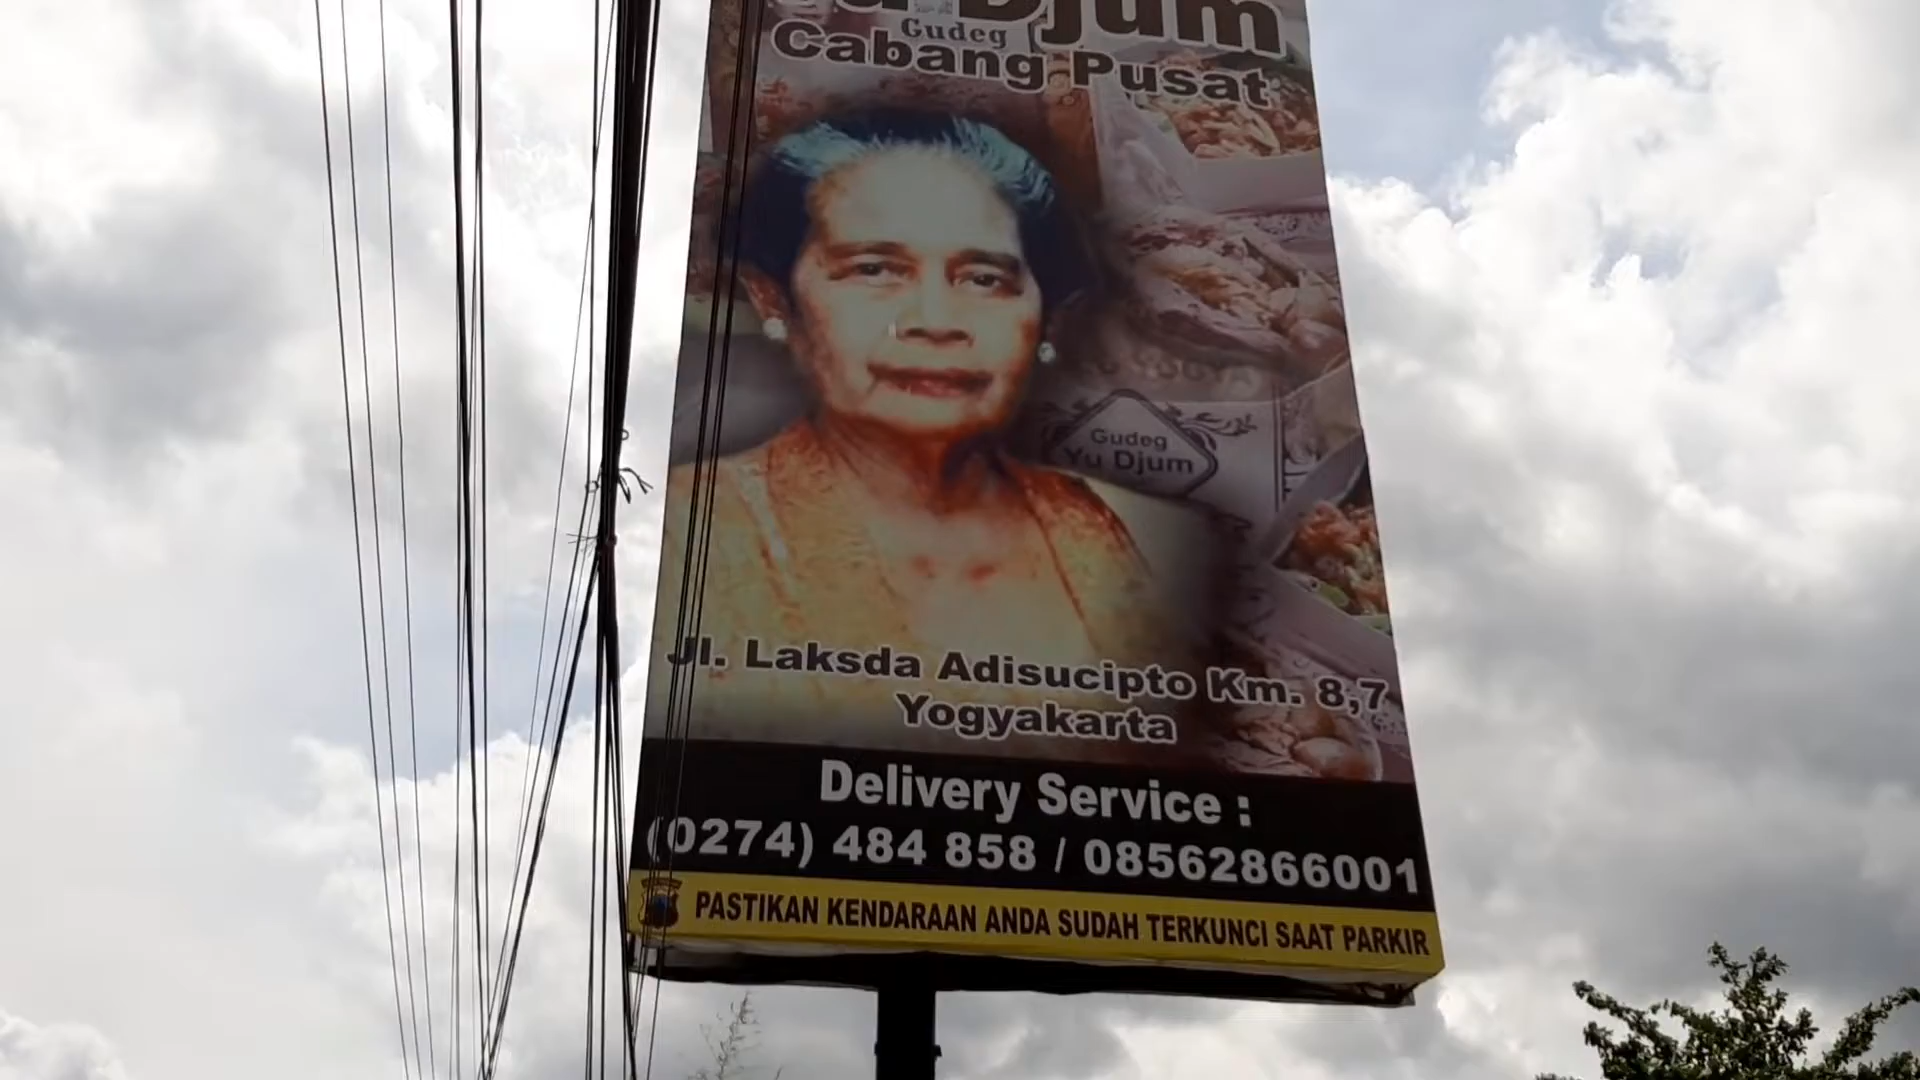 Djum
Gudeg
Cabang Pusat
Gudeg
Yu Djum
Jl. Laksda Adisucipto Km. 8,7
Yogyakarta
Delivery Service :
(0274) 484 858 / 08562866001
PASTIKAN KENDARAAN ANDA SUDAH TERKUNCI SAAT PARKIR